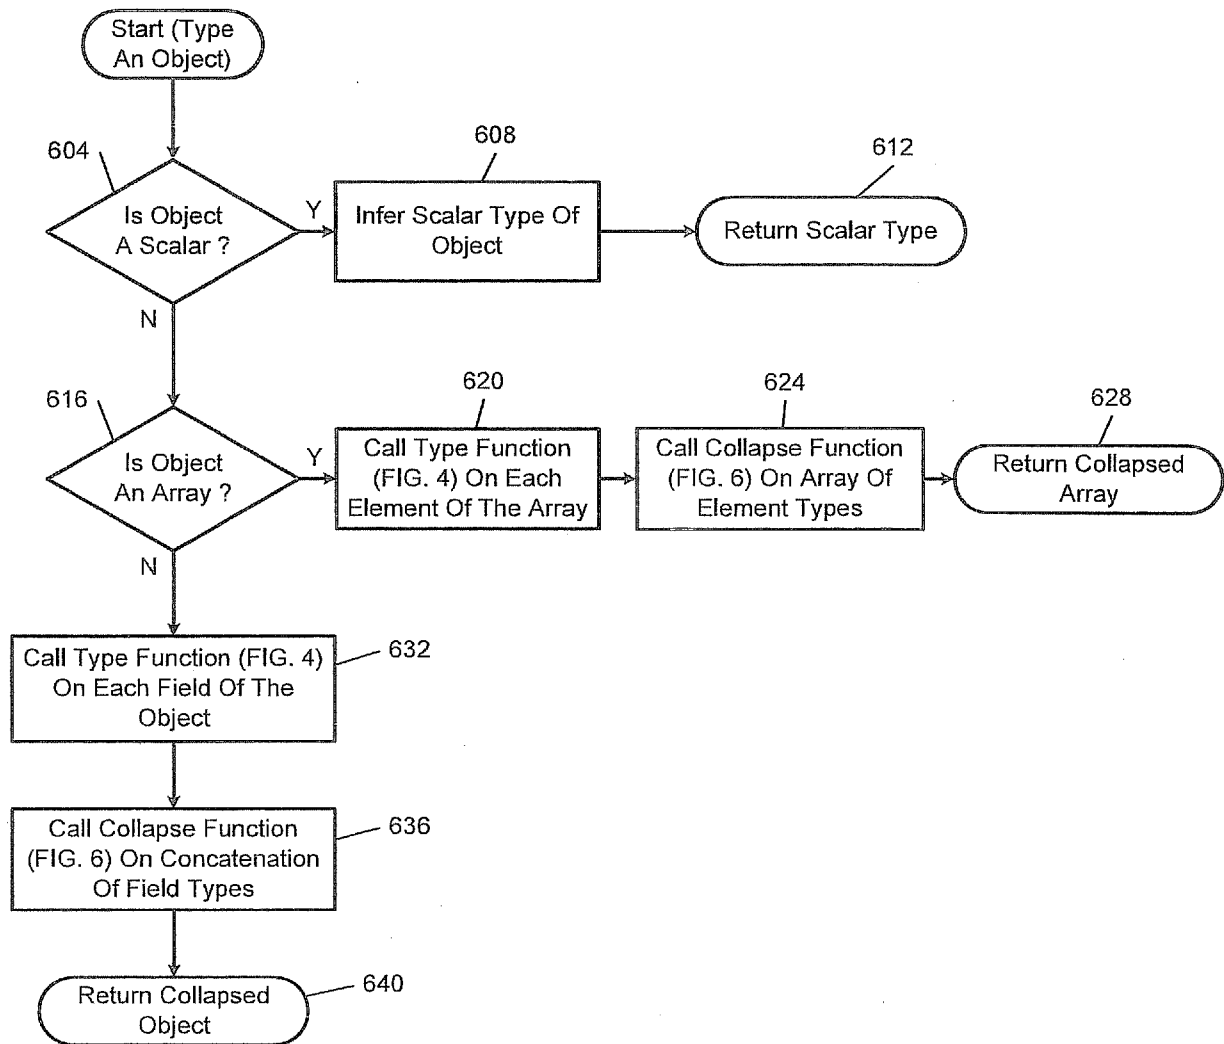 Start (Type
An Object)
604
Is Object
A Scalar ?
Y
N
608
Infer Scalar Type Of
Object
612
Return Scalar Type
616
Is Object
An Array ?
Y
N
620
Call Type Function
(FIG. 4) On Each
Element Of The Array
624
Call Collapse Function
(FIG. 6) On Array Of
Element Types
628
Return Collapsed
Array
Call Type Function (FIG. 4)
On Each Field Of The
Object
632
Call Collapse Function
(FIG. 6) On Concatenation
Of Field Types
636
Return Collapsed
Object
640